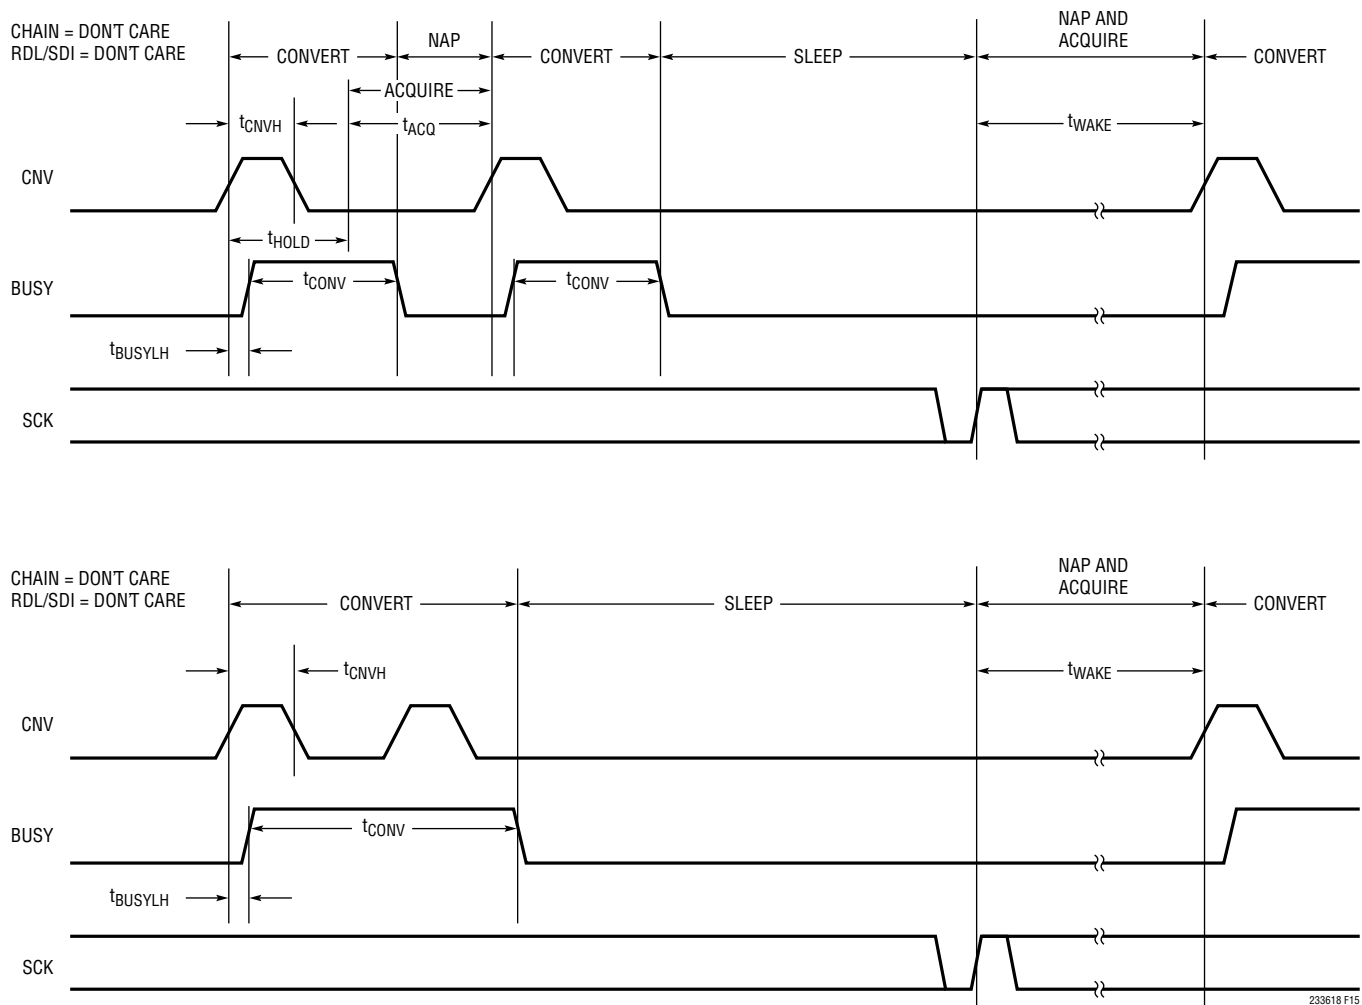 CHAIN = DON'T CARE
RDL/SDI = DON'T CARE
NAP AND
ACQUIRE
CONVERT
NAP
CONVERT
SLEEP
CONVERT
ACQUIRE
tCNVH
tACQ
tWAKE
CNV
tHOLD
BUSY
tCONV
tCONV
tBUSYLH
SCK
CHAIN = DON'T CARE
RDL/SDI = DON'T CARE
NAP AND
ACQUIRE
CONVERT
SLEEP
CONVERT
tCNVH
tWAKE
CNV
BUSY
tCONV
tBUSYLH
SCK
233618 F15